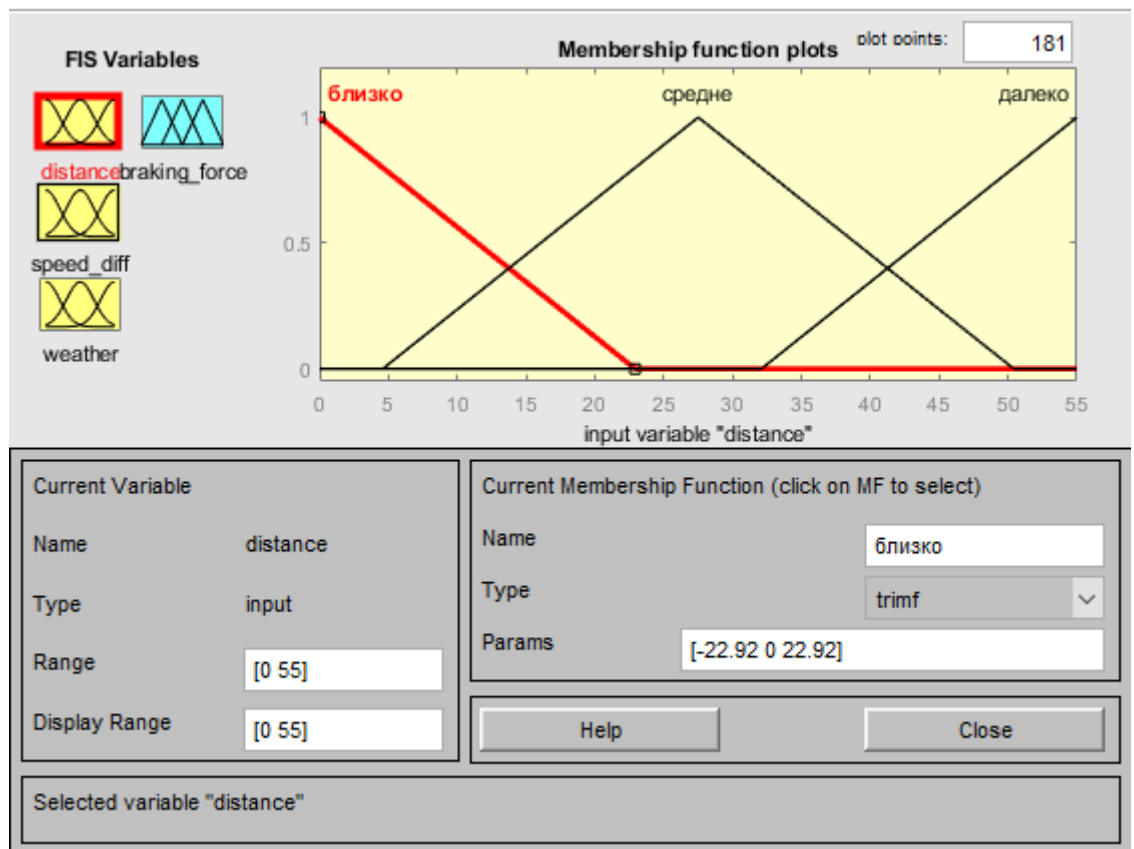 FIS Variables
distance
braking_force
speed_diff
weather
Membership function plots
plot points:
181
близко
средне
далеко
1
0.5
0
0 5 10 15 20 25 30 35 40 45 50 55
input variable "distance"
Current Variable
Name distance
Type input
Range [0 55]
Display Range [0 55]
Current Membership Function (click on MF to select)
Name близко
Type trimf
Params [-22.92 0 22.92]
Help
Close
Selected variable "distance"